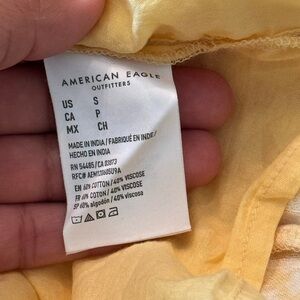 AMERICAN EAGLE
OUTFITTERS
US S
CA P
MX CH
MADE IN INDIA / FABRIQUÉ EN INDE/
HECHO EN INDIA
RN 54485/CA 03973
EN 60% COTTON / 40% VISCOSE
FR 60% COTON / 40% VISCOSE
SP 60% algodón / 40% viscosa